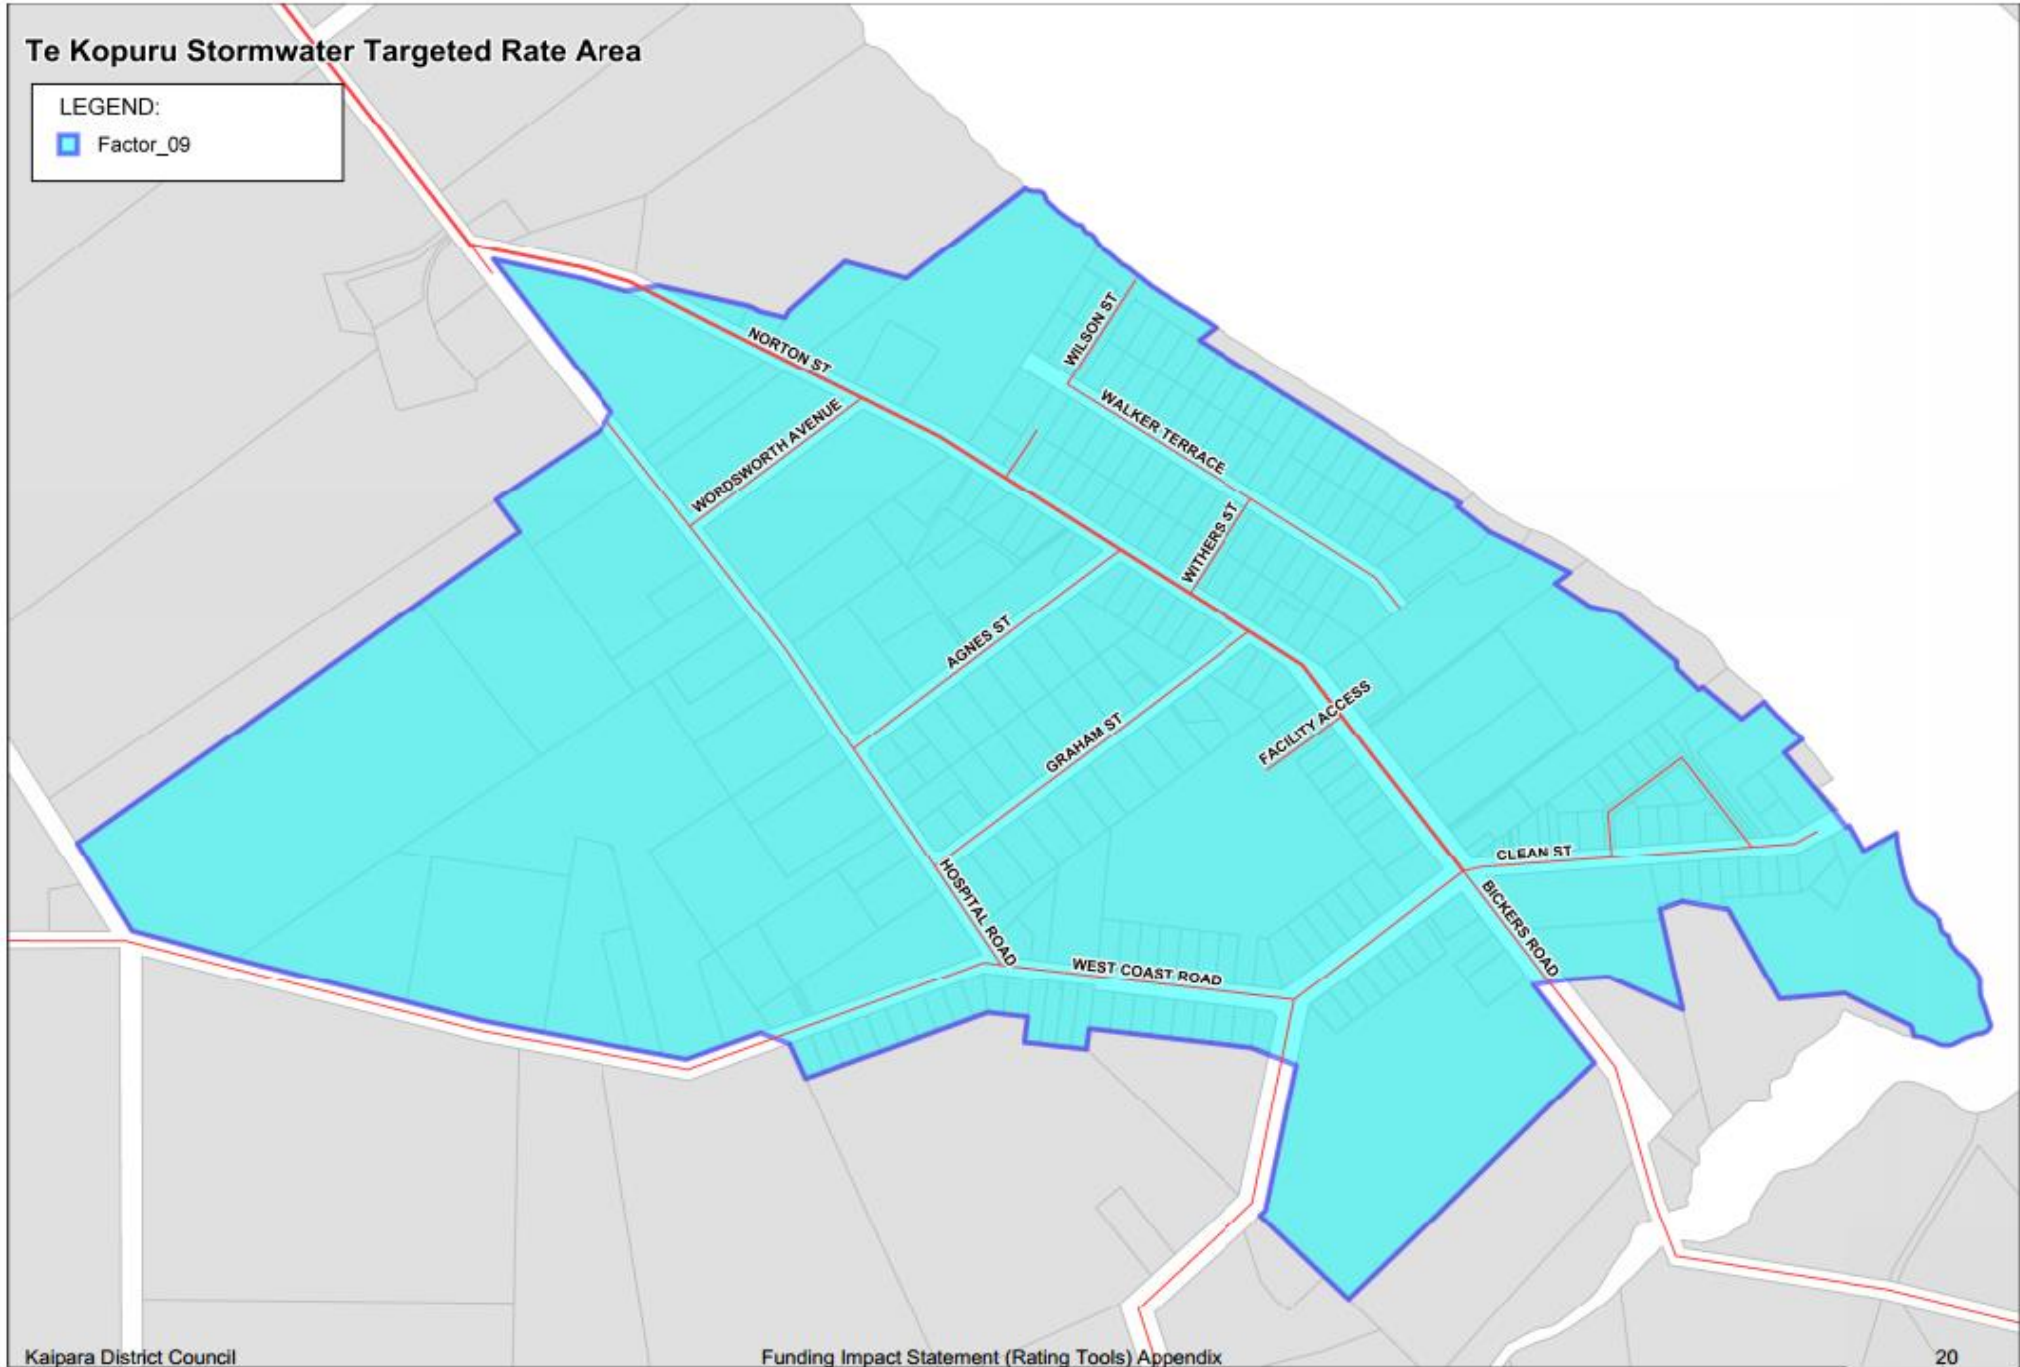 Te Kopuru Stormwater Targeted Rate Area
LEGEND:
Factor_09
WILSON ST
NORTON ST
WALKER TERRACE
WORDSWORTH AVENUE
WITHERS ST
AGNES ST
FACILITY ACCESS
GRAHAM ST
CLEAN ST
HOSPITAL ROAD
BICKERS ROAD
WEST COAST ROAD
Kaipara District Council
Funding Impact Statement (Rating Tools) Appendix
20